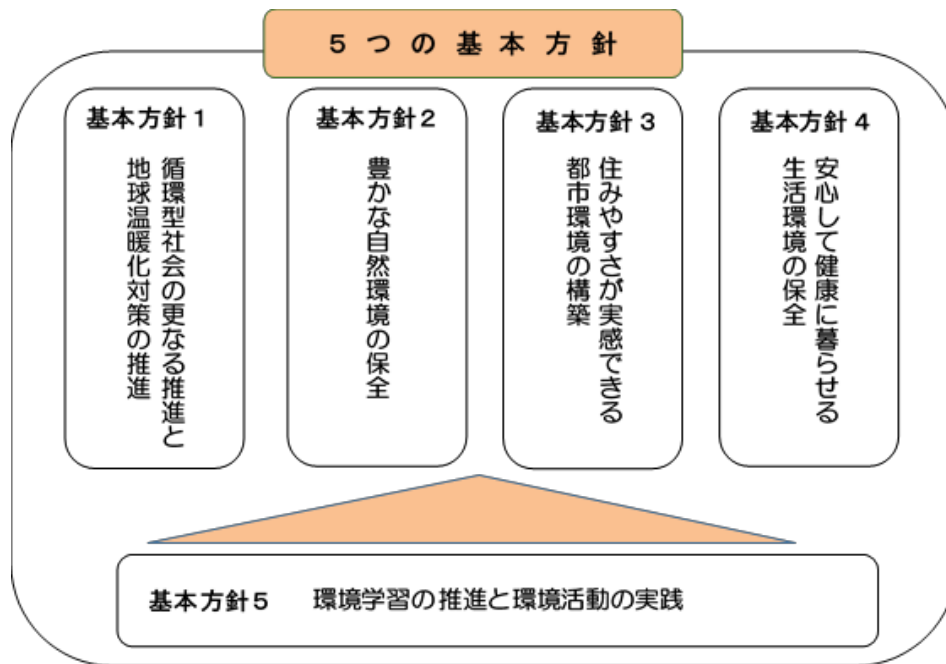 5つの基本方針
基本方針1
循環型社会の更なる推進と
地球温暖化対策の推進
基本方針2
豊かな自然環境の保全
基本方針3
住みやすさが実感できる
都市環境の構築
基本方針4
安心して健康に暮らせる
生活環境の保全
基本方針5 環境学習の推進と環境活動の実践